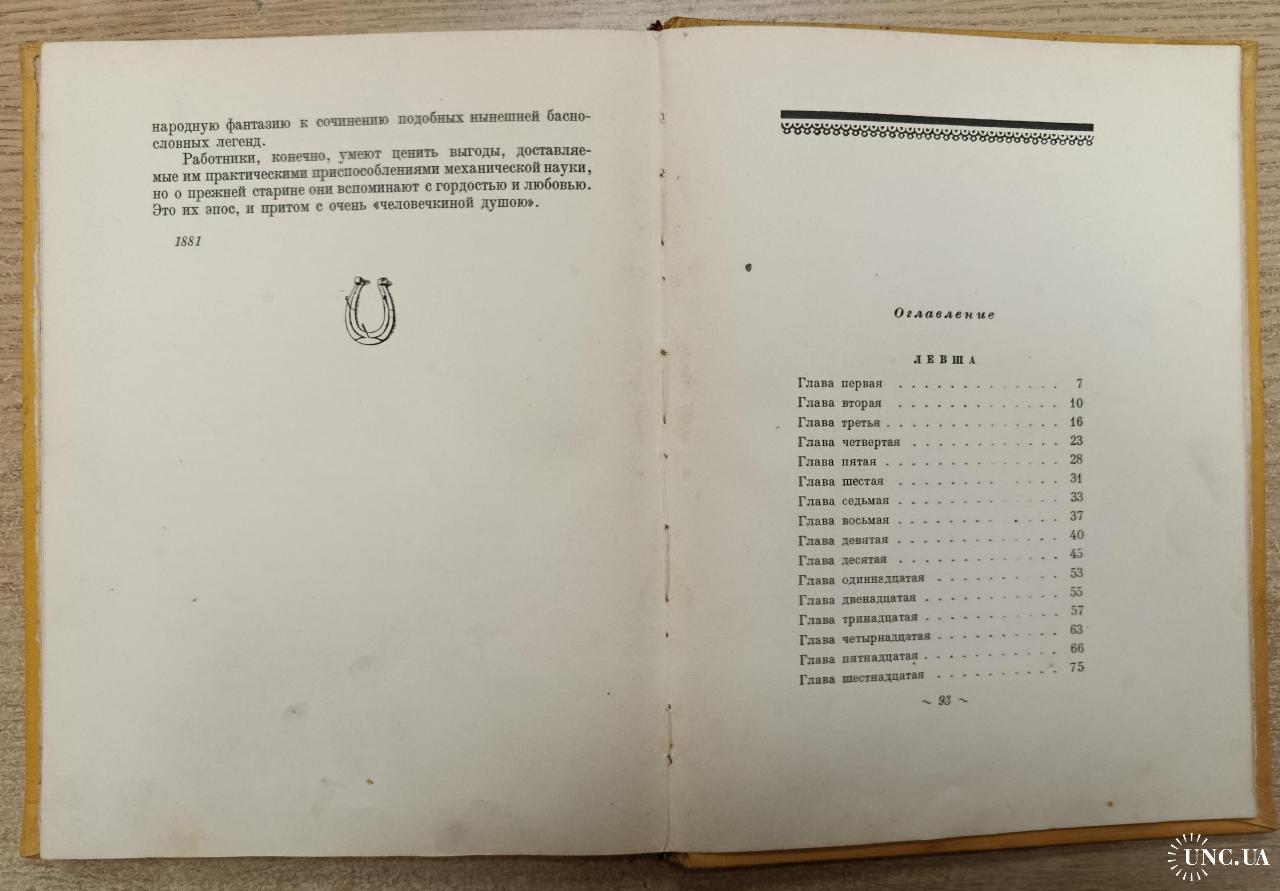 народную фантазию к сочинению подобных нынешней басно-
словных легенд.
Работники, конечно, умеют ценить выгоды, доставляе-
мые им практическими приспособлениями механической науки,
но о прежней старине они вспоминают с гордостью и любовью.
Это их эпос, и притом с очень «человечкиной душою».
1881
Оглавление
ЛЕВША
Глава первая . . . . . . . . . . . . . 7
Глава вторая . . . . . . . . . . . . . 10
Глава третья . . . . . . . . . . . . . . 16
Глава четвертая . . . . . . . . . . . . 23
Глава пятая . . . . . . . . . . . . . . 28
Глава шестая . . . . . . . . . . . . . 31
Глава седьмая . . . . . . . . . . . . . 33
Глава восьмая . . . . . . . . . . . . . 37
Глава девятая . . . . . . . . . . . . . 40
Глава десятая . . . . . . . . . . . . . 45
Глава одиннадцатая . . . . . . . . . . 53
Глава двенадцатая . . . . . . . . . . . 55
Глава тринадцатая . . . . . . . . . . . 57
Глава четырнадцатая . . . . . . . . . . 63
Глава пятнадцатая . . . . . . . . . . . 66
Глава шестнадцатая . . . . . . . . . . 75
~ 93 ~
UNC.UA